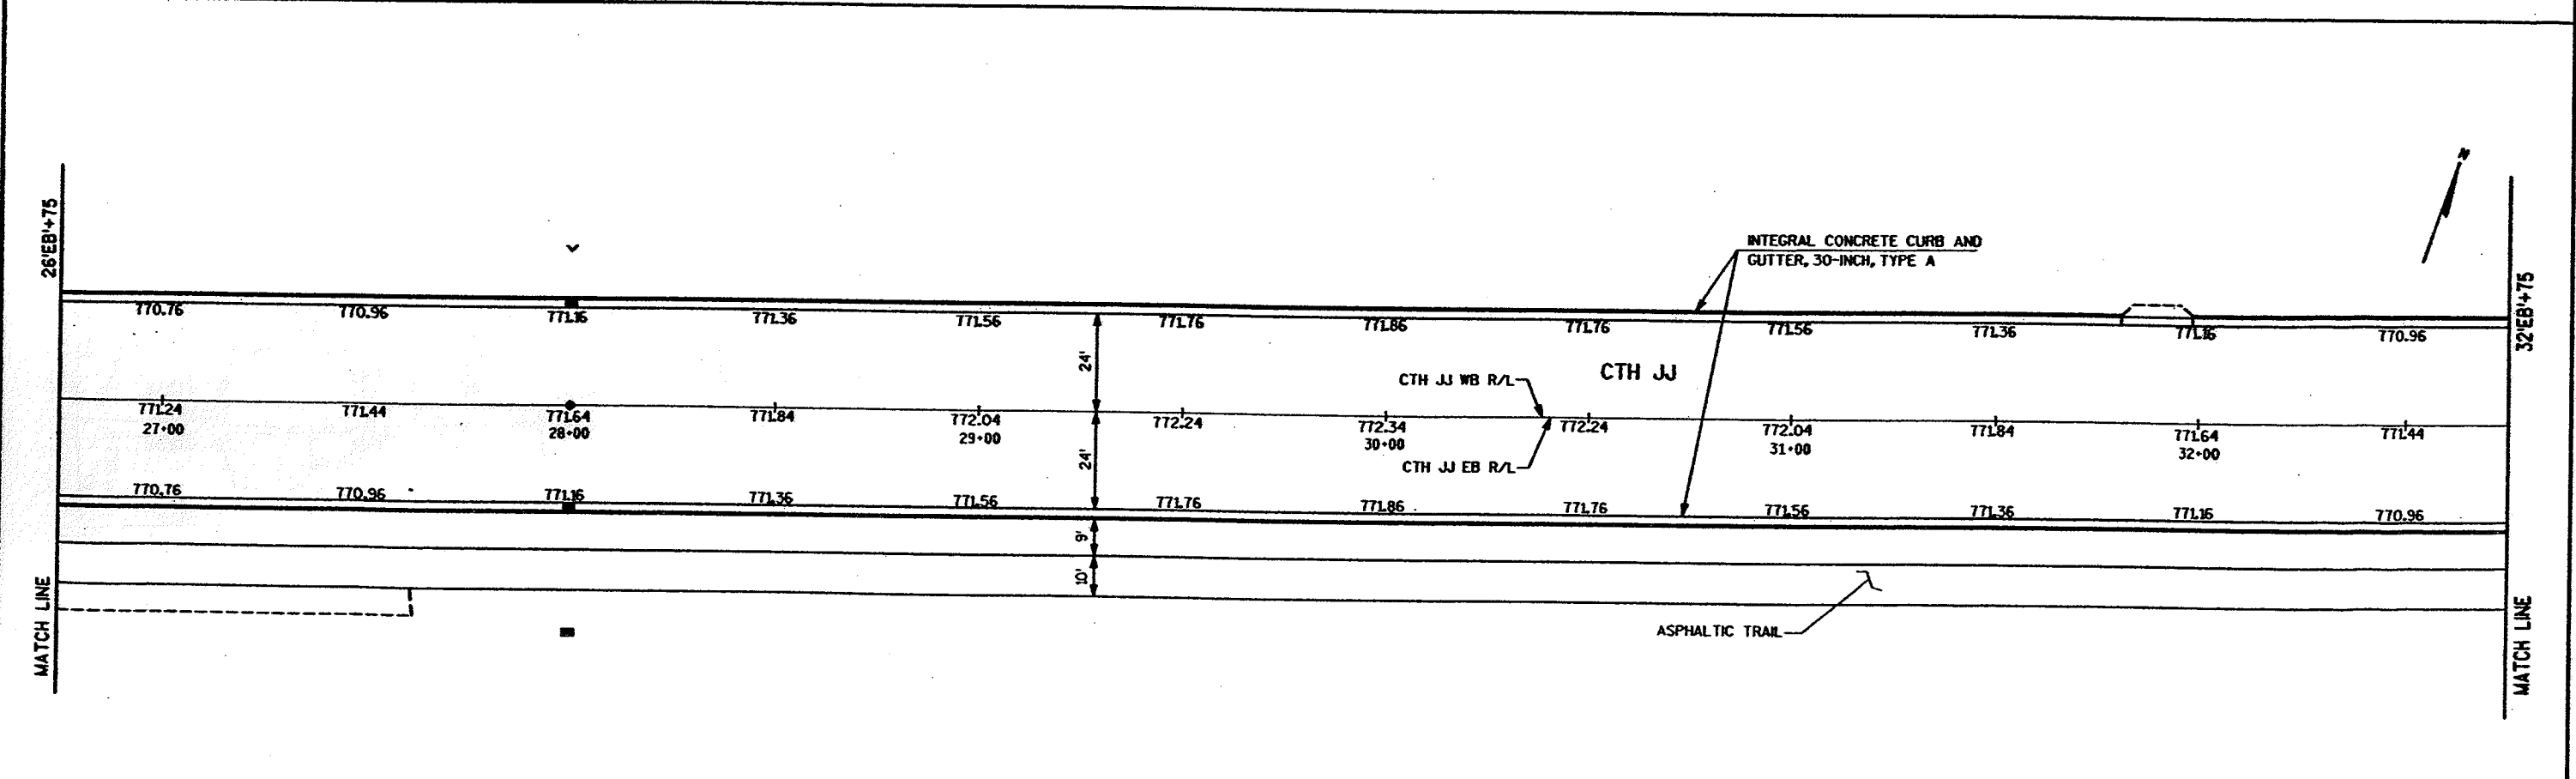 N
26'EB'+75
INTEGRAL CONCRETE CURB AND
GUTTER, 30-INCH, TYPE A
32'EB'+75
770.76 770.96 771.16 771.36 771.56 771.76 771.86 771.76 771.56 771.36 771.16 770.96
24'
CTH JJ WB R/L
CTH JJ
771.24 771.44 771.64 771.84 772.04 772.24 772.34 772.24 772.04 771.84 771.64 771.44
27+00 28+00 29+00 30+00 31+00 32+00
24'
CTH JJ EB R/L
770.76 770.96 771.16 771.36 771.56 771.76 771.86 771.76 771.56 771.36 771.16 770.96
9'
10'
ASPHALTIC TRAIL
MATCH LINE
MATCH LINE